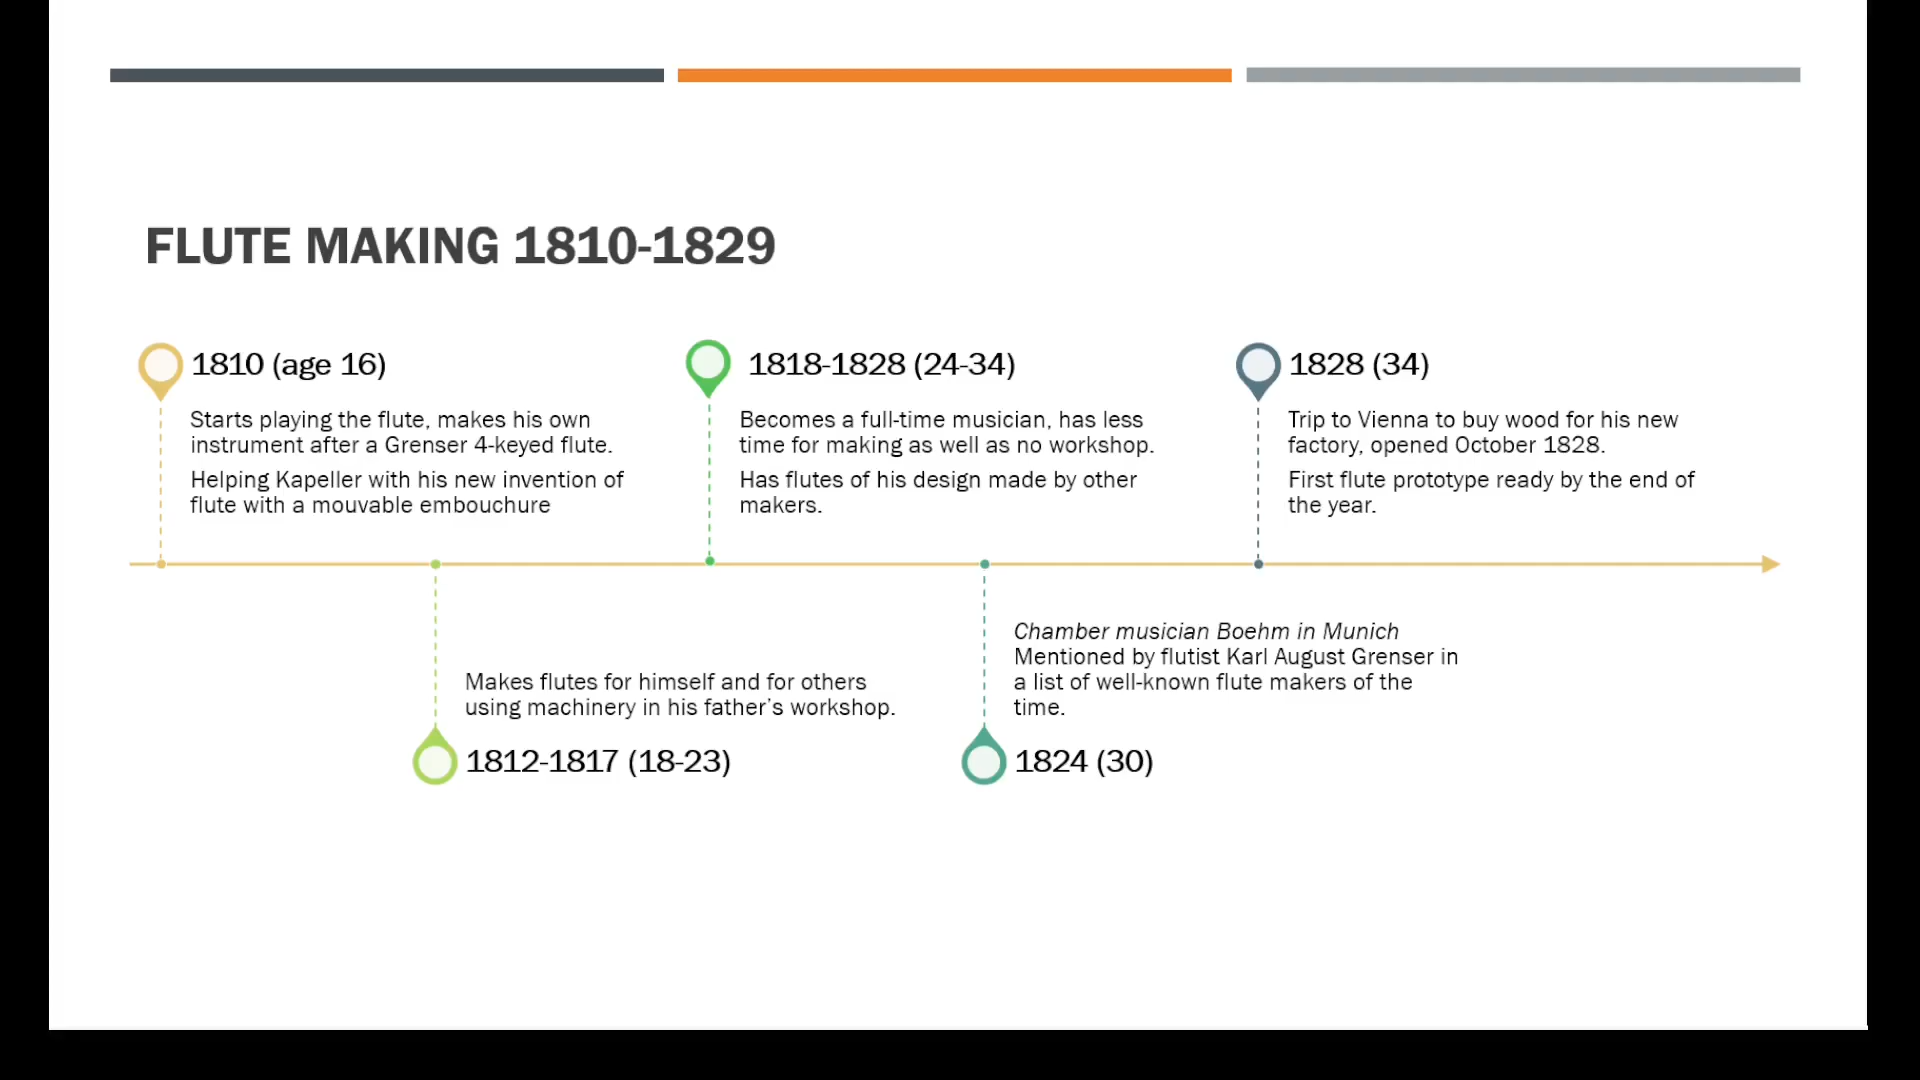 FLUTE MAKING 1810-1829
1810 (age 16)
Starts playing the flute, makes his own
instrument after a Grenser 4-keyed flute.
Helping Kapeller with his new invention of
flute with a mouvable embouchure
1818-1828 (24-34)
Becomes a full-time musician, has less
time for making as well as no workshop.
Has flutes of his design made by other
makers.
1828 (34)
Trip to Vienna to buy wood for his new
factory, opened October 1828.
First flute prototype ready by the end of
the year.
Makes flutes for himself and for others
using machinery in his father’s workshop.
1812-1817 (18-23)
Chamber musician Boehm in Munich
Mentioned by flutist Karl August Grenser in
a list of well-known flute makers of the
time.
1824 (30)